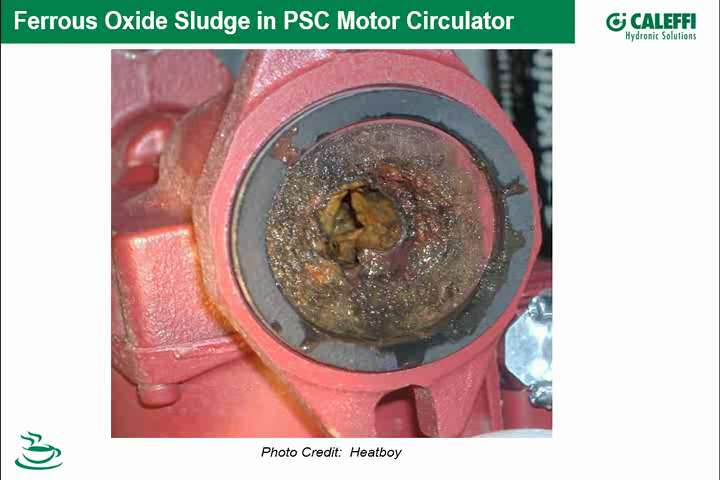 Ferrous Oxide Sludge in PSC Motor Circulator
CALEFFI
Hydronic Solutions
Photo Credit: Heatboy